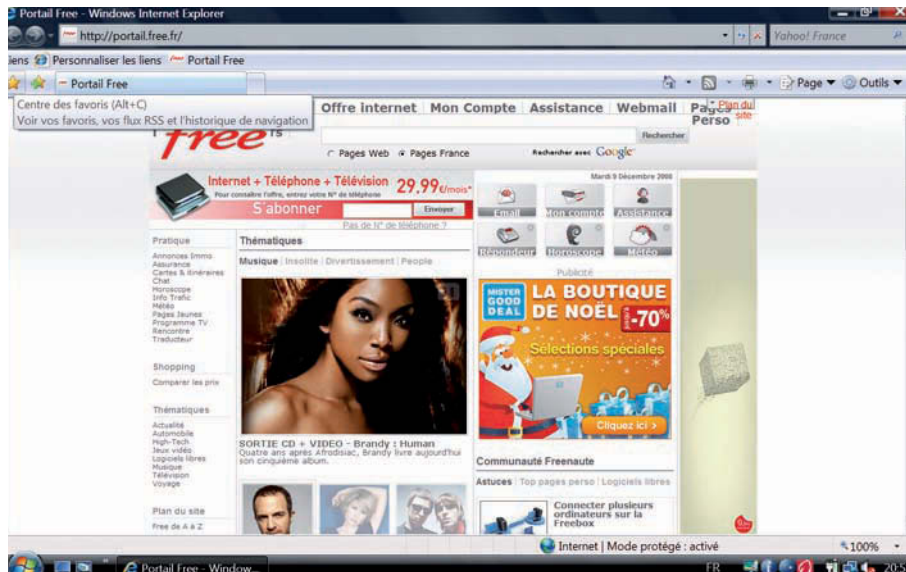 Portail Free - Windows Internet Explorer
http://portail.free.fr/
Yahoo! France
iens Personnaliser les liens Portail Free
Portail Free
Page Outils
Centre des favoris (Alt+C)
Voir vos favoris, vos flux RSS et l'historique de navigation
Offre internet Mon Compte Assistance Webmail Pages Perso
Plan du site
free
Rechercher
Pages Web Pages France
Rechercher avec Google
Internet + Téléphone + Télévision 29,99€/mois*
Pour connaître l'offre, entrez votre N° de téléphone
S'abonner Envoyer
Pas de N° de téléphone ?
Mardi 9 Décembre 2008
Email Mon compte Assistance
Répondeur Horoscope Météo
Pratique
Annonces Immo
Assurance
Cartes & itinéraires
Chat
Horoscope
Info Trafic
Météo
Pages Jaunes
Programme TV
Rencontre
Traducteur
Shopping
Comparer les prix
Thématiques
Actualité
Automobile
High-Tech
Jeux vidéo
Logiciels libres
Musique
Télévision
Voyage
Plan du site
Free de A à Z
Thématiques
Musique | Insolite | Divertissement | People
SORTIE CD + VIDEO - Brandy : Human
Quatre ans après Afrodisiac, Brandy livre aujourd'hui
son cinquième album.
Publicité
MISTER GOOD DEAL
LA BOUTIQUE
DE NOËL
jusqu'à -70%
Sélections spéciales
Cliquez ici >
Communauté Freenaute
Astuces | Top pages perso | Logiciels libres
Connecter plusieurs
ordinateurs sur la
Freebox
Internet | Mode protégé : activé
100%
Portail Free - Window...
FR
20:5